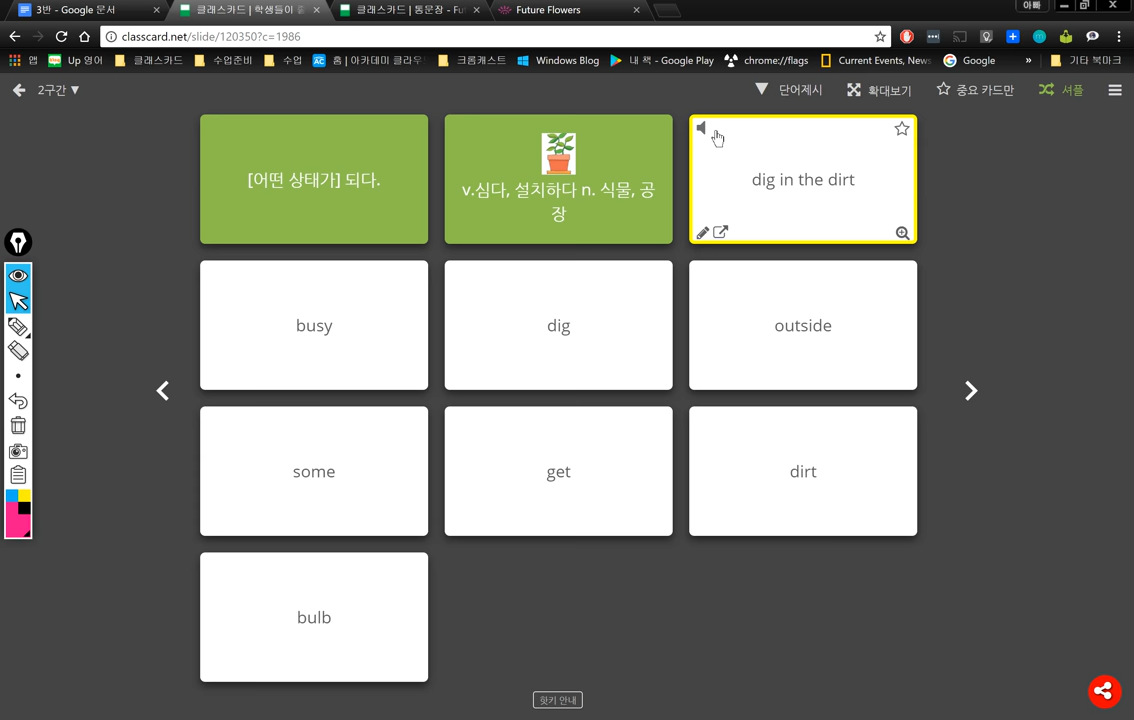 3반 - Google 문서
클래스카드 | 학생들이
클래스카드 | 통문장 - Fu
Future Flowers
아빠
classcard.net/slide/120350?c=1986
앱
Up 영어
클래스카드
수업준비
수업
홈 | 아카데미 클라우
크롬캐스트
Windows Blog
내 책 - Google Play
chrome://flags
Current Events, News
Google
»
기타 북마크
2구간 ▼
단어제시
확대보기
중요 카드만
셔플
[어떤 상태가] 되다.
v.심다, 설치하다 n. 식물, 공
장
dig in the dirt
busy
dig
outside
some
get
dirt
bulb
핫키 안내